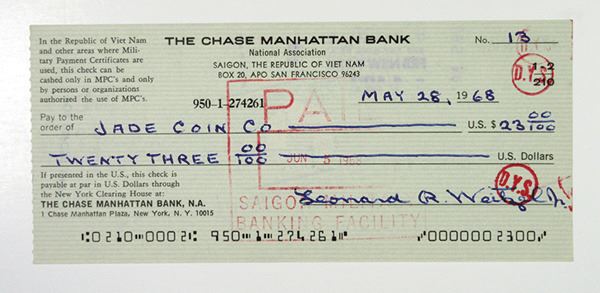 In the Republic of Viet Nam
and other areas where Mili-
tary Payment Certificates are
used, this check can be
cashed only in MPC's and only
by persons or organizations
authorized the use of MPC's.
THE CHASE MANHATTAN BANK
National Association
SAIGON, THE REPUBLIC OF VIET NAM
BOX 20, APO SAN FRANCISCO 96243
No. 13
D.Y.S.
1-2
210
950-1-274261
MAY 28, 1968
PAID
Pay to the
order of JADE COIN CO U.S. $ 23 00/100
TWENTY THREE 00/100 U.S. Dollars
JUN 5 1968
If presented in the U.S., this check is
payable at par in U.S. Dollars through
the New York Clearing House at:
THE CHASE MANHATTAN BANK, N.A.
1 Chase Manhattan Plaza, New York, N. Y. 10015
D.Y.S.
Leonard R.
SAIGON
BANKING FACILITY
0210 0002 950 1 274261 0000002300